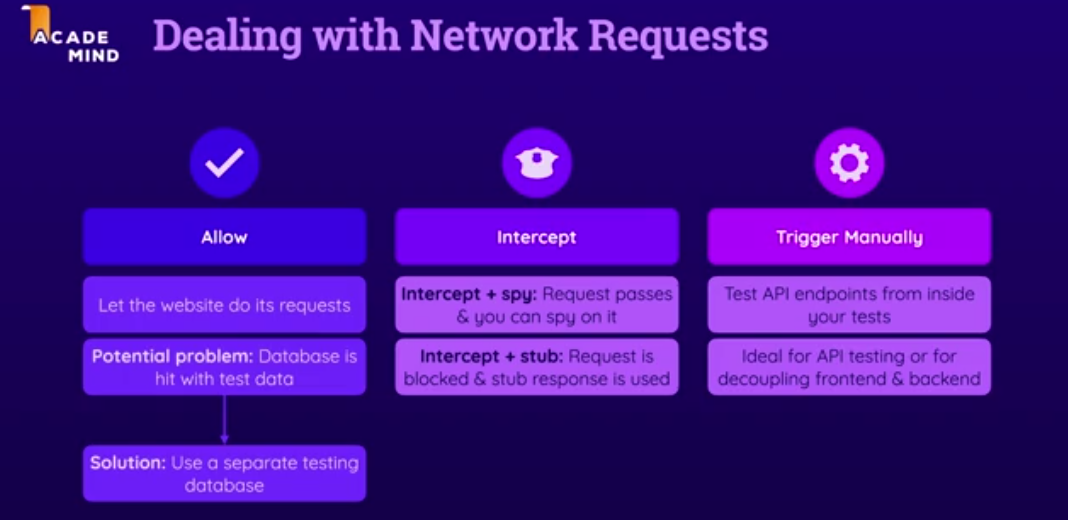 ACADE
MIND
Dealing with Network Requests
Allow
Let the website do its requests
Potential problem: Database is
hit with test data
Solution: Use a separate testing
database
Intercept
Intercept + spy: Request passes
& you can spy on it
Intercept + stub: Request is
blocked & stub response is used
Trigger Manually
Test API endpoints from inside
your tests
Ideal for API testing or for
decoupling frontend & backend